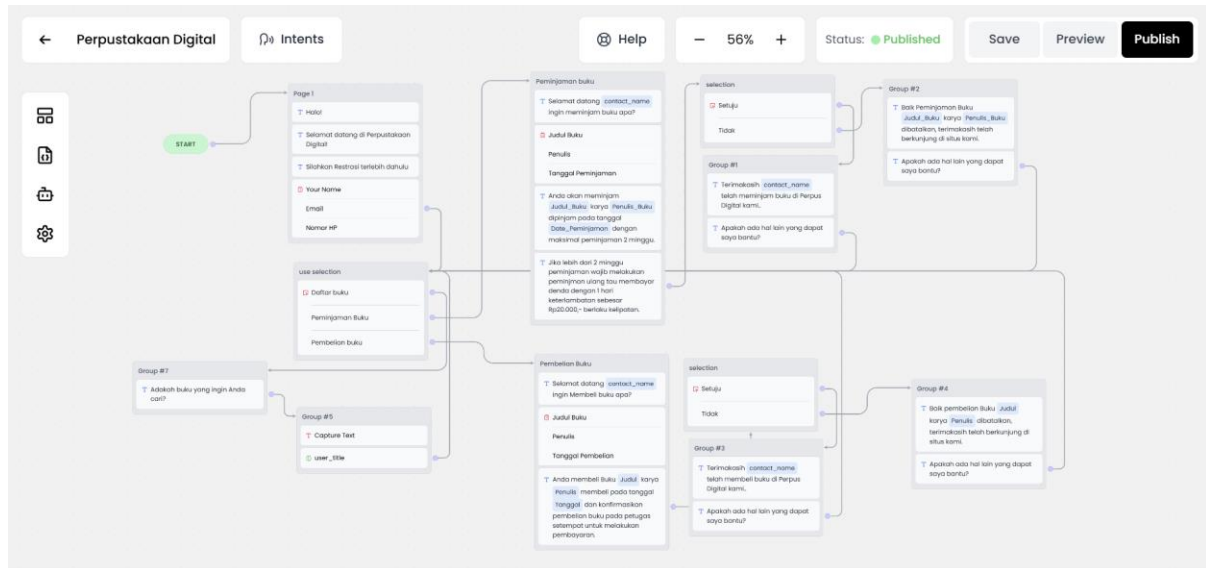 Perpustakaan Digital
Intents
Help
− 56% +
Status: Published
Save
Preview
Publish
START
Page 1
Halo!
Selamat datang di Perpustakaan
Digital!
Silahkan Restrasi terlebih dahulu
Your Name
Email
Nomor HP
use selection
Daftar buku
Peminjaman Buku
Pembelian buku
Group #7
Adakah buku yang ingin Anda
cari?
Group #5
Capture Text
user_title
Peminjaman buku
Selamat datang contact_name
ingin meminjam buku apa?
Judul Buku
Penulis
Tanggal Peminjaman
Anda akan meminjam
Judul_Buku karya Penulis_Buku
dipinjam pada tanggal
Date_Peminjaman dengan
maksimal peminjaman 2 minggu.
Jika lebih dari 2 minggu
peminjaman wajib melakukan
peminjman ulang tau membayar
denda dengan 1 hari
keterlambatan sebesar
Rp20.000,- berlaku kelipatan.
selection
Setuju
Tidak
Group #1
Terimakasih contact_name
telah meminjam buku di Perpus
Digital kami..
Apakah ada hal lain yang dapat
saya bantu?
Group #2
Baik Peminjaman Buku
Judul_Buku karya Penulis_Buku
dibatalkan, terimakasih telah
berkunjung di situs kami.
Apakah ada hal lain yang dapat
saya bantu?
Pembelian Buku
Selamat datang contact_name
ingin Membeli buku apa?
Judul Buku
Penulis
Tanggal Pembelian
Anda membeli Buku Judul karya
Penulis membeli pada tanggal
Tanggal dan konfirmasikan
pembelian buku pada petugas
setempat untuk melakukan
pembayaran.
selection
Setuju
Tidak
Group #3
Terimakasih contact_name
telah membeli buku di Perpus
Digital kami..
Apakah ada hal lain yang dapat
saya bantu?
Group #4
Baik pembelian Buku Judul
karya Penulis dibatalkan,
terimakasih telah berkunjung di
situs kami.
Apakah ada hal lain yang dapat
saya bantu?